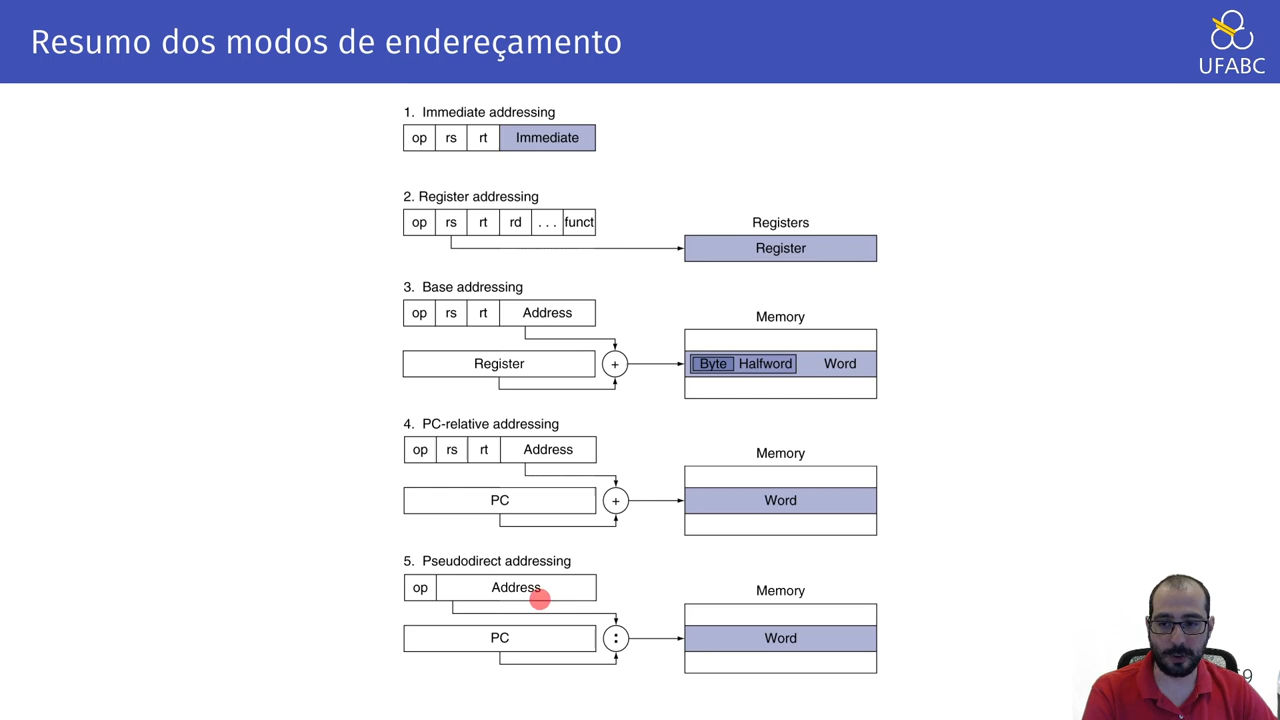 Resumo dos modos de endereçamento
UFABC
1. Immediate addressing
op rs rt Immediate
2. Register addressing
op rs rt rd . . . funct
Registers
Register
3. Base addressing
op rs rt Address
Memory
Register
+
Byte Halfword Word
4. PC-relative addressing
op rs rt Address
Memory
PC
+
Word
5. Pseudodirect addressing
op Address
Memory
PC
:
Word